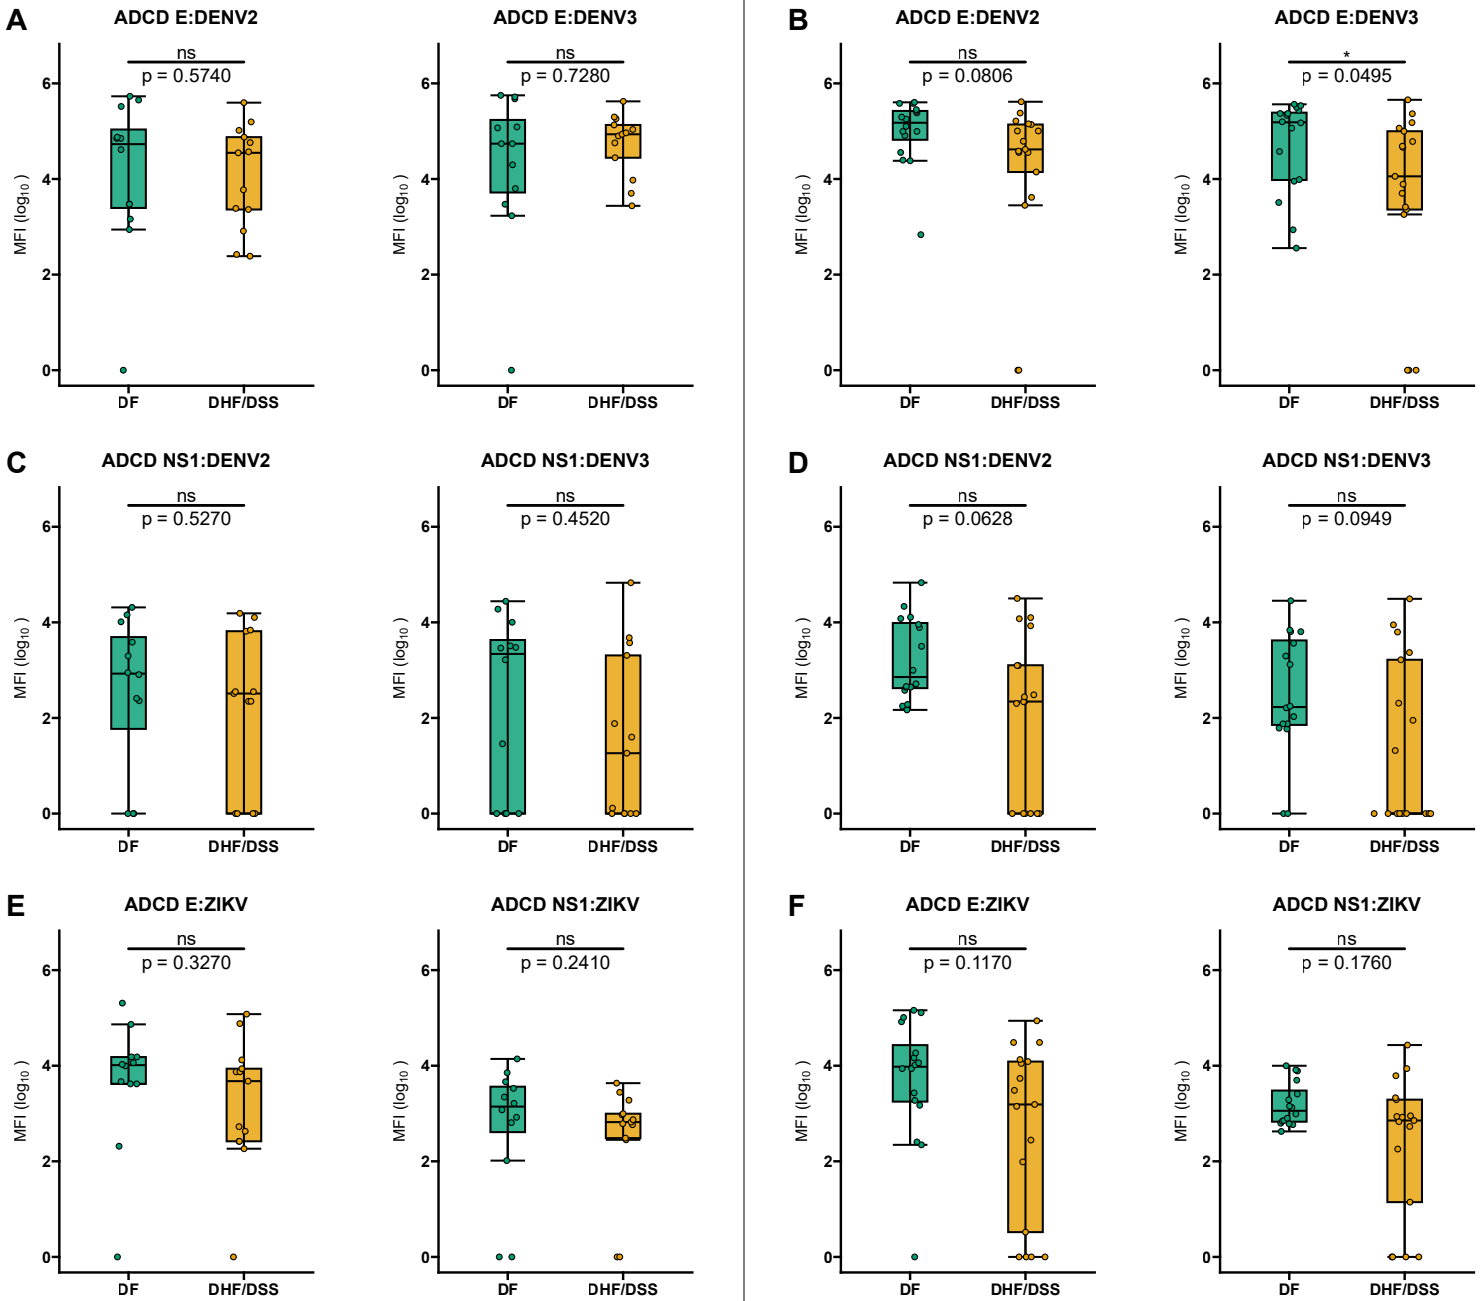 A
ADCD E:DENV2
ns
p = 0.5740
MFI (log10)
6
4
2
0
DF
DHF/DSS
ADCD E:DENV3
ns
p = 0.7280
MFI (log10)
6
4
2
0
DF
DHF/DSS
B
ADCD E:DENV2
ns
p = 0.0806
MFI (log10)
6
4
2
0
DF
DHF/DSS
ADCD E:DENV3
*
p = 0.0495
MFI (log10)
6
4
2
0
DF
DHF/DSS
C
ADCD NS1:DENV2
ns
p = 0.5270
MFI (log10)
6
4
2
0
DF
DHF/DSS
ADCD NS1:DENV3
ns
p = 0.4520
MFI (log10)
6
4
2
0
DF
DHF/DSS
D
ADCD NS1:DENV2
ns
p = 0.0628
MFI (log10)
6
4
2
0
DF
DHF/DSS
ADCD NS1:DENV3
ns
p = 0.0949
MFI (log10)
6
4
2
0
DF
DHF/DSS
E
ADCD E:ZIKV
ns
p = 0.3270
MFI (log10)
6
4
2
0
DF
DHF/DSS
ADCD NS1:ZIKV
ns
p = 0.2410
MFI (log10)
6
4
2
0
DF
DHF/DSS
F
ADCD E:ZIKV
ns
p = 0.1170
MFI (log10)
6
4
2
0
DF
DHF/DSS
ADCD NS1:ZIKV
ns
p = 0.1760
MFI (log10)
6
4
2
0
DF
DHF/DSS